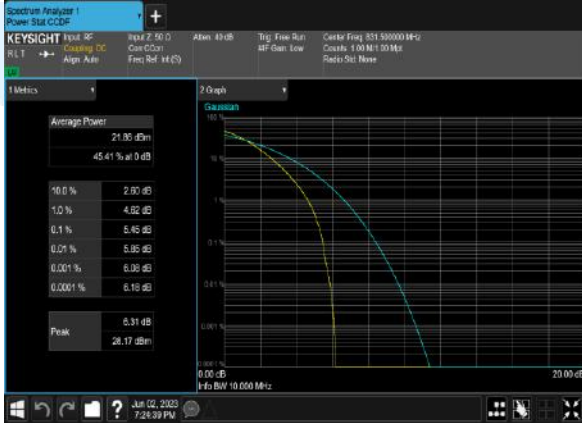 Spectrum Analyzer 1
Power Stat CCDF
KEYSIGHT
Input: RF
Coupling: DC
Align: Auto
Input Z: 50 Ω
Corr CCorr
Freq Ref: Int (S)
Atten: 40 dB
Trig: Free Run
#IF Gain: Low
Center Freq: 831.500000 MHz
Counts: 1.00 M/1.00 Mpt
Radio Std: None
R L T
1 Metrics
2 Graph
Gaussian
Average Power
21.86 dBm
45.41 % at 0 dB
10.0 % 2.60 dB
1.0 % 4.62 dB
0.1 % 5.45 dB
0.01 % 5.85 dB
0.001 % 6.08 dB
0.0001 % 6.18 dB
Peak
6.31 dB
28.17 dBm
100 %
10 %
1 %
0.1 %
0.01 %
0.001 %
0.0001 %
0.00 dB
20.00 dB
Info BW 10.000 MHz
Jun 02, 2023
7:24:39 PM